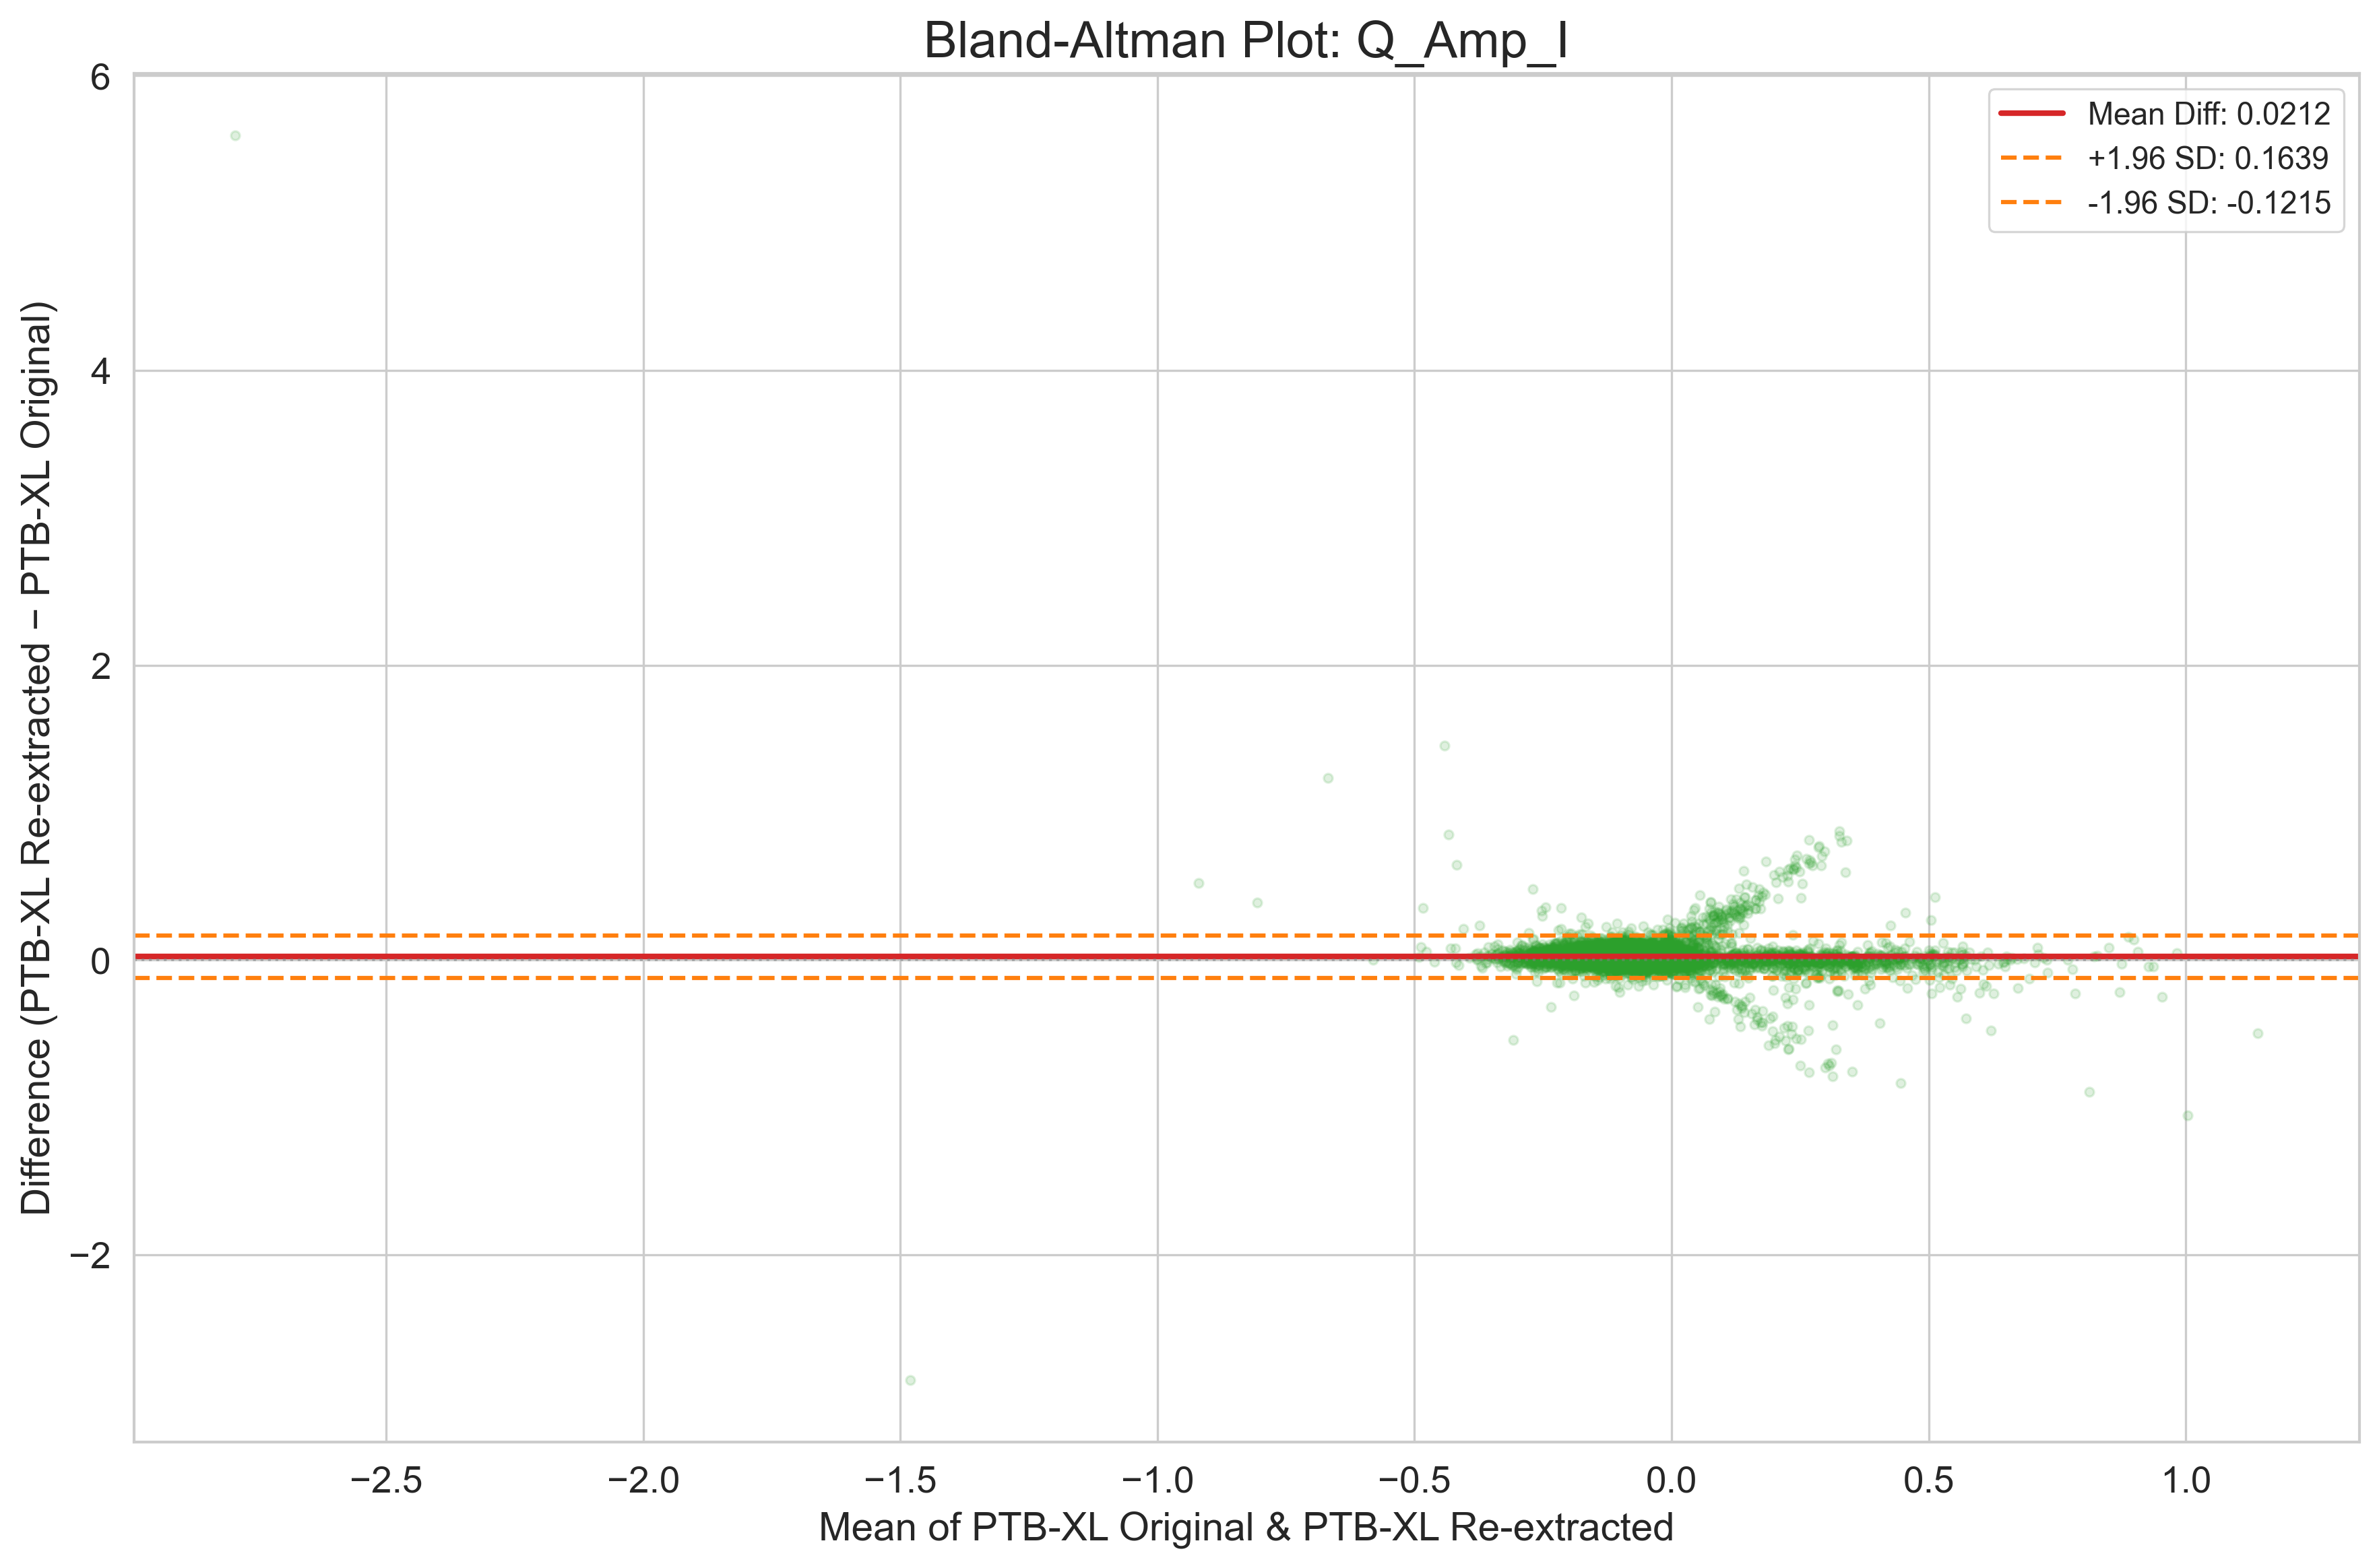 Bland-Altman Plot: Q_Amp_I
Mean Diff: 0.0212
+1.96 SD: 0.1639
-1.96 SD: -0.1215
Difference (PTB-XL Re-extracted − PTB-XL Original)
6
4
2
0
−2
−2.5
−2.0
−1.5
−1.0
−0.5
0.0
0.5
1.0
Mean of PTB-XL Original & PTB-XL Re-extracted